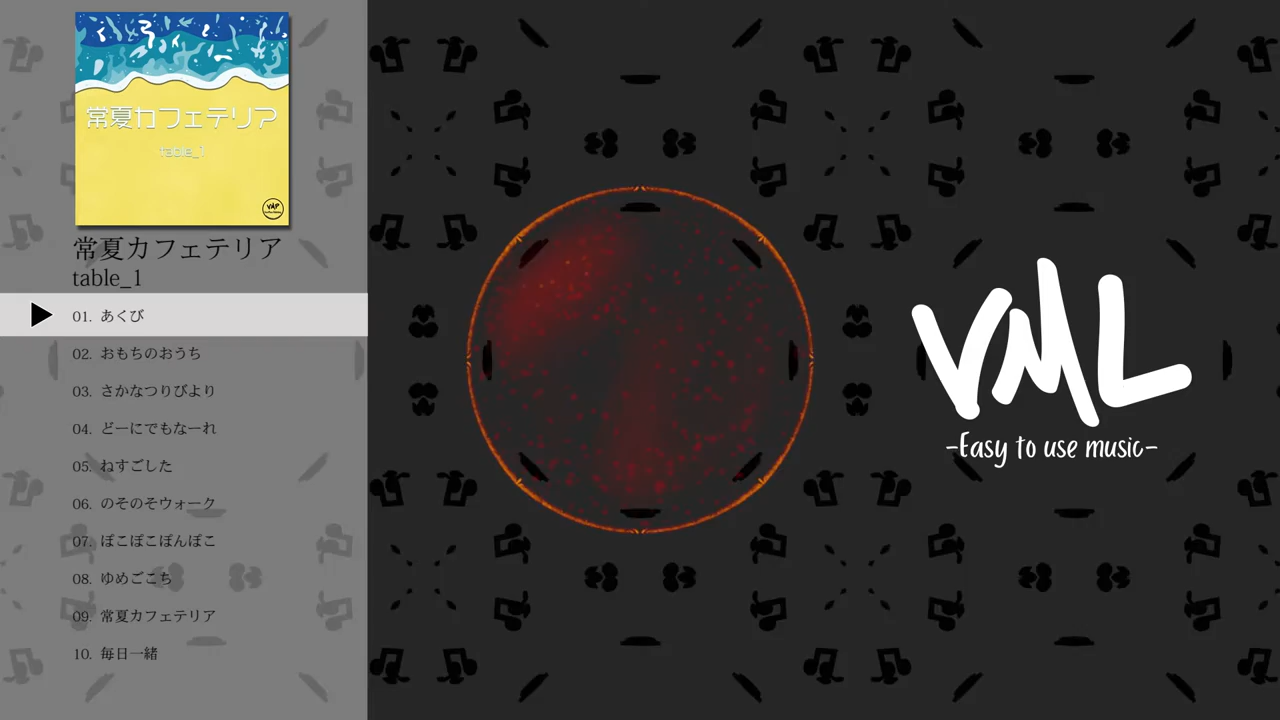 常夏カフェテリア
table_1
VMP
常夏カフェテリア
table_1
01. あくび
02. おもちのおうち
03. さかなつりびより
04. どーにでもなーれ
05. ねすごした
06. のそのそウォーク
07. ぽこぽこぽんぽこ
08. ゆめごこち
09. 常夏カフェテリア
10. 毎日一緒
VML
-Easy to use music-